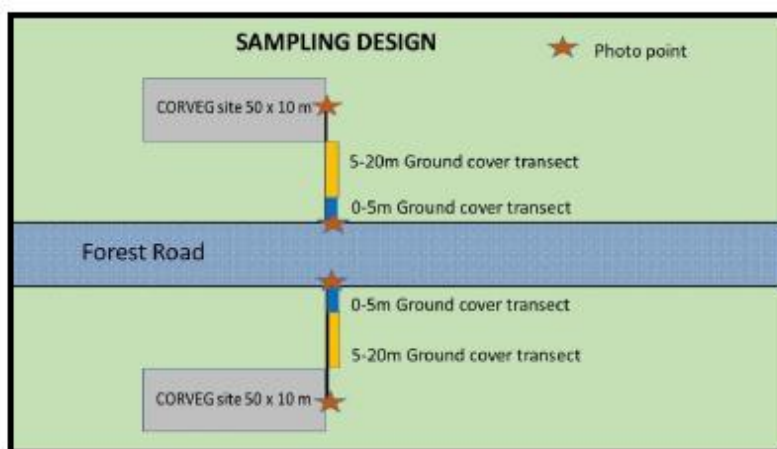 SAMPLING DESIGN
Photo point
CORVEG site 50 x 10 m
5-20m Ground cover transect
0-5m Ground cover transect
Forest Road
0-5m Ground cover transect
5-20m Ground cover transect
CORVEG site 50 x 10 m